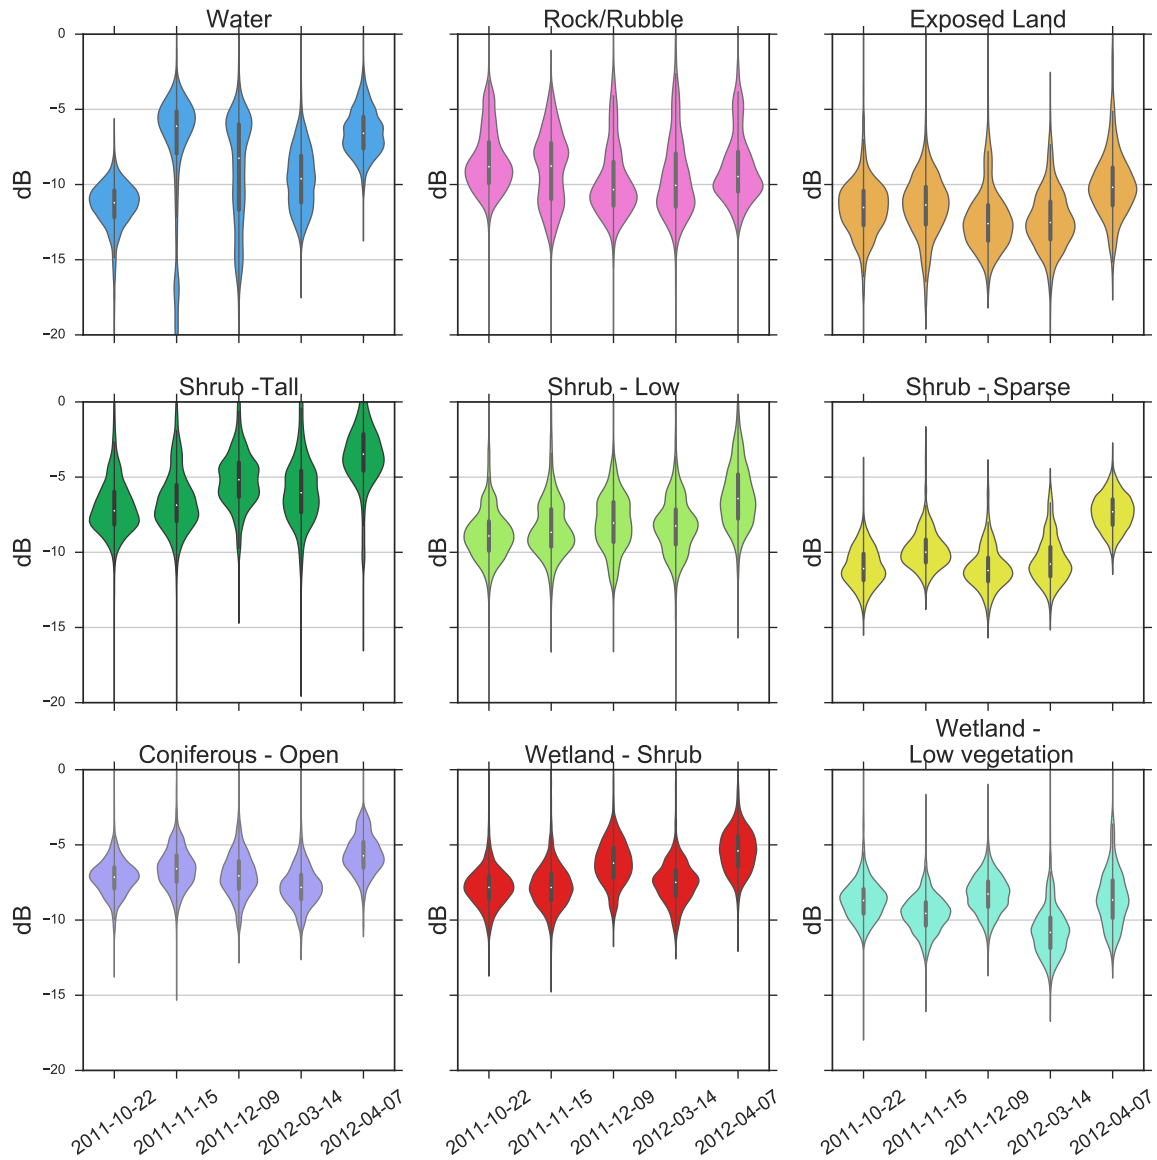 Water
Rock/Rubble
Exposed Land
0
−5
−10
−15
−20
dB
dB
dB
Shrub -Tall
Shrub - Low
Shrub - Sparse
0
−5
−10
−15
−20
dB
dB
dB
Coniferous - Open
Wetland - Shrub
Wetland -
Low vegetation
0
−5
−10
−15
−20
dB
dB
dB
2011-10-22
2011-11-15
2011-12-09
2012-03-14
2012-04-07
2011-10-22
2011-11-15
2011-12-09
2012-03-14
2012-04-07
2011-10-22
2011-11-15
2011-12-09
2012-03-14
2012-04-07